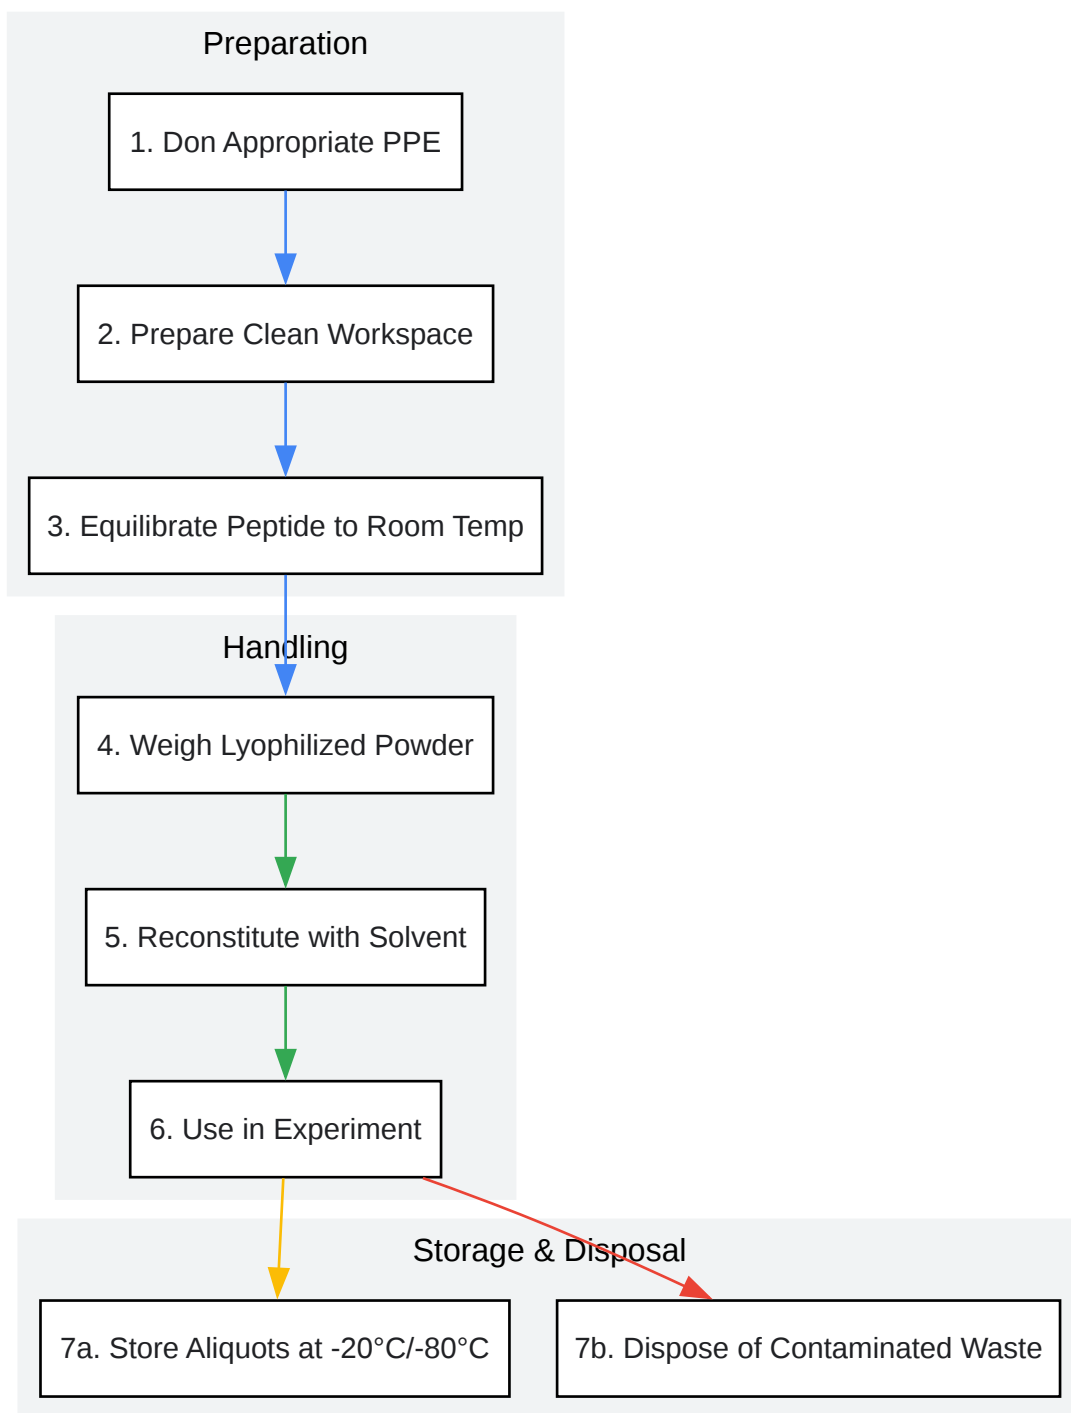 Preparation
1. Don Appropriate PPE
2. Prepare Clean Workspace
3. Equilibrate Peptide to Room Temp
Handling
4. Weigh Lyophilized Powder
5. Reconstitute with Solvent
6. Use in Experiment
Storage & Disposal
7a. Store Aliquots at -20°C/-80°C
7b. Dispose of Contaminated Waste